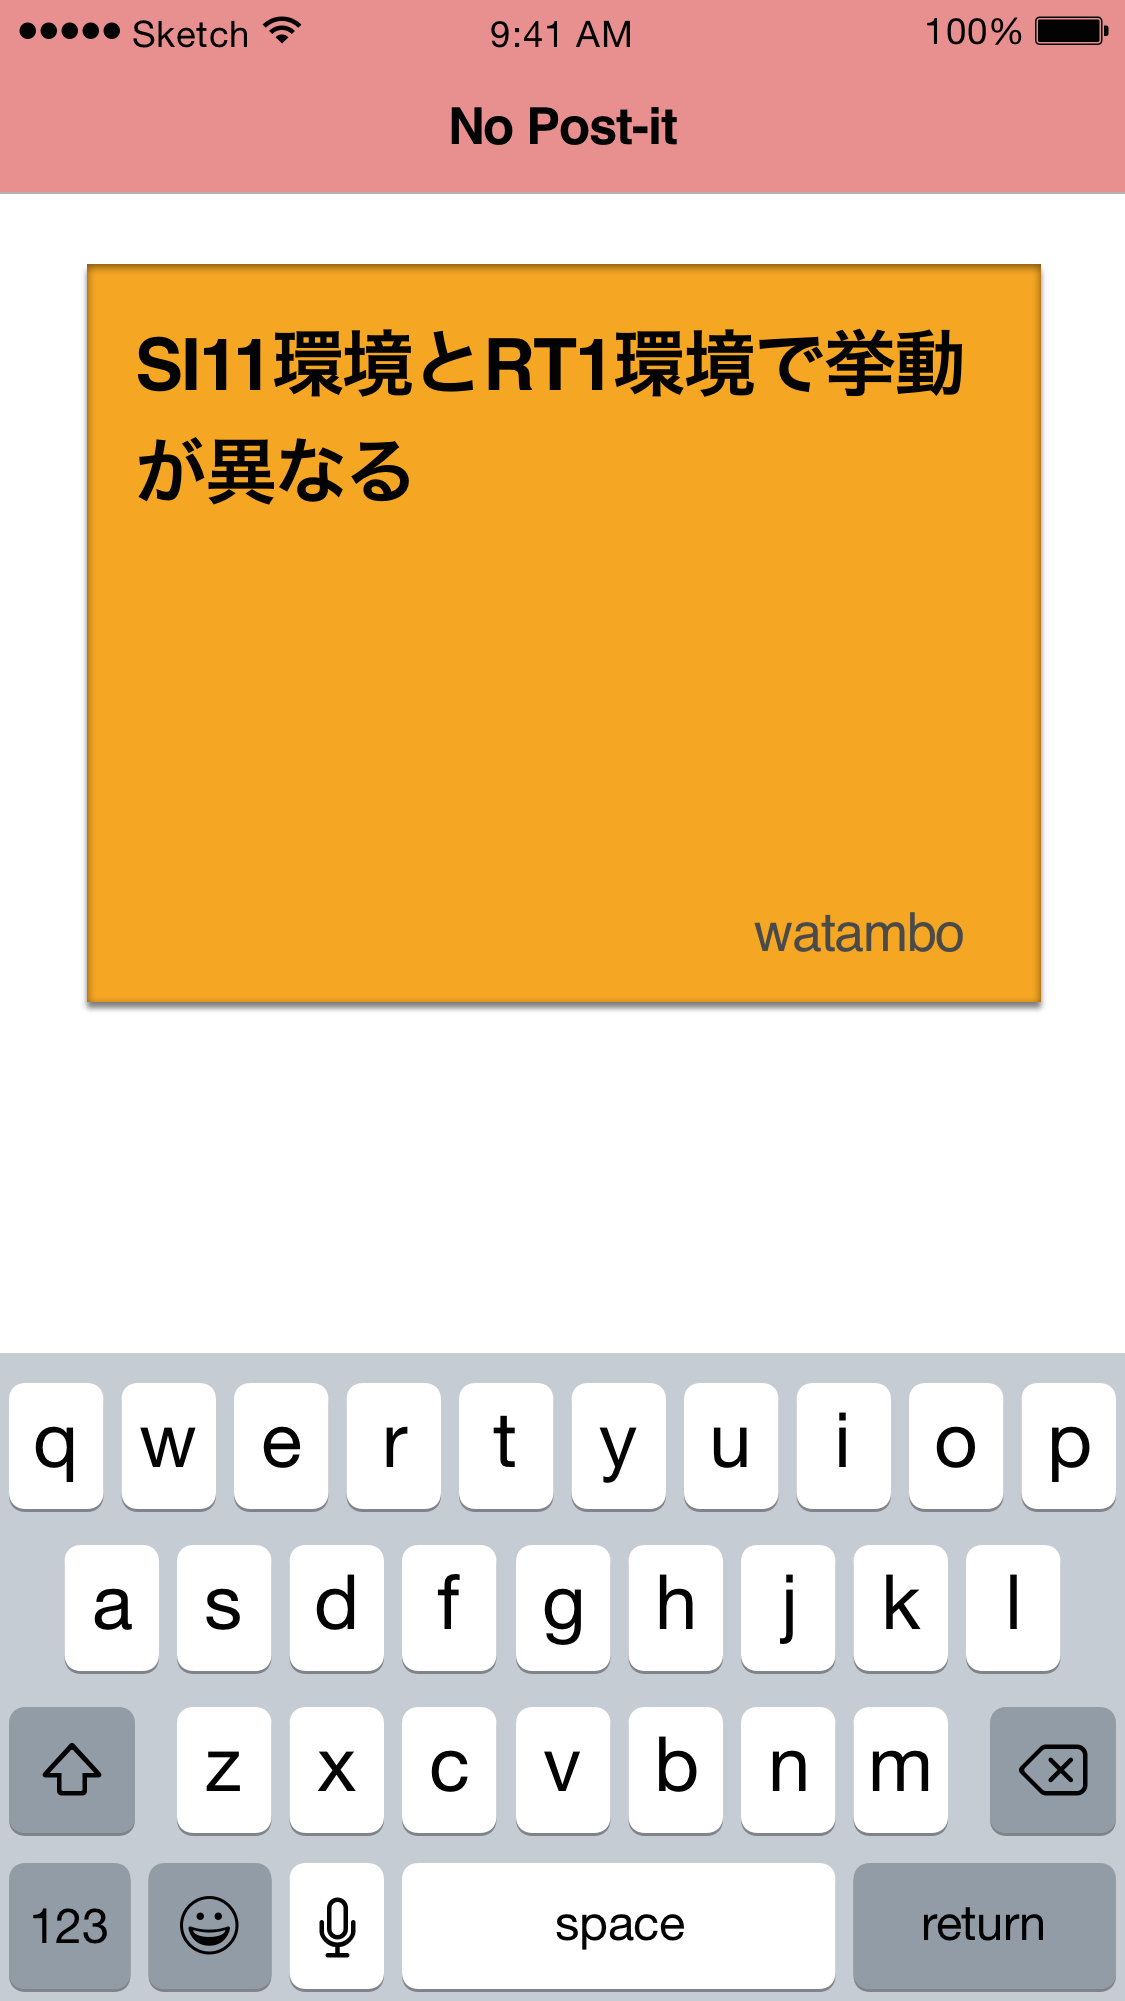 ●●●●● Sketch 9:41 AM 100%
No Post-it
SI11環境とRT1環境で挙動
が異なる
watambo
q w e r t y u i o p
a s d f g h j k l
z x c v b n m
123 space return